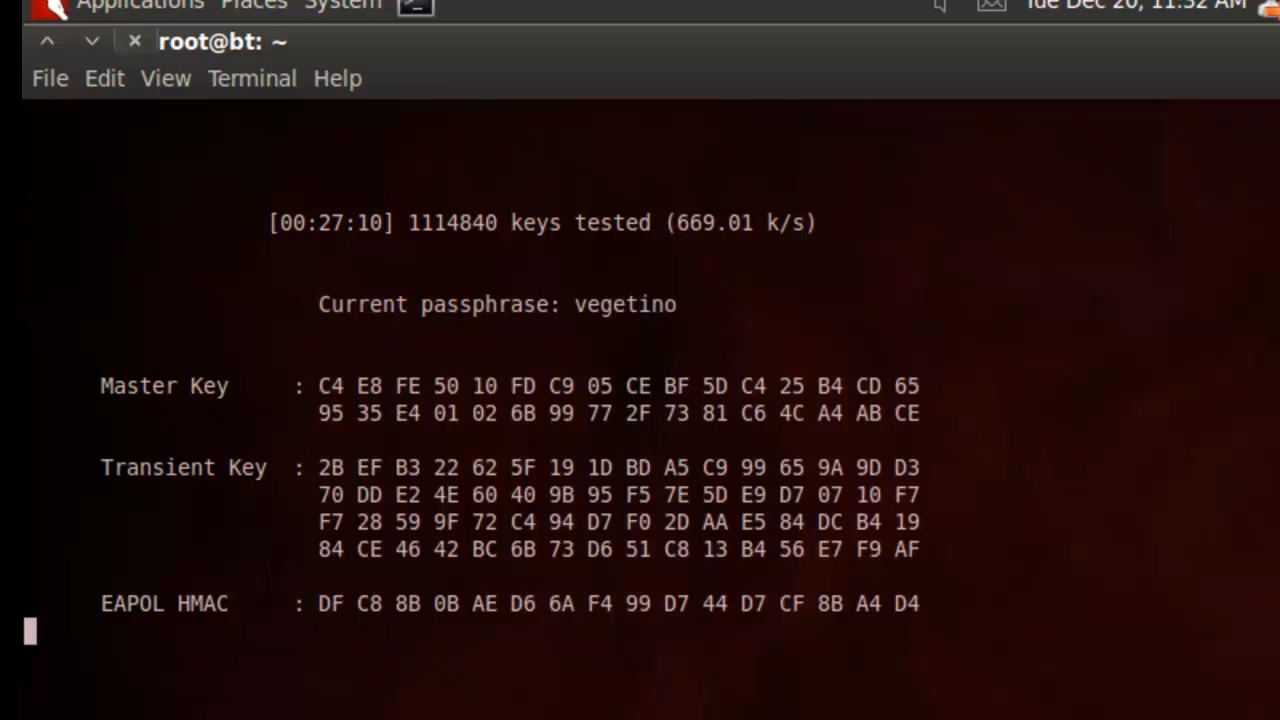 Applications Places System Tue Dec 20, 11:32 AM
root@bt: ~
File Edit View Terminal Help
[00:27:10] 1114840 keys tested (669.01 k/s)
Current passphrase: vegetino
Master Key : C4 E8 FE 50 10 FD C9 05 CE BF 5D C4 25 B4 CD 65
95 35 E4 01 02 6B 99 77 2F 73 81 C6 4C A4 AB CE
Transient Key : 2B EF B3 22 62 5F 19 1D BD A5 C9 99 65 9A 9D D3
70 DD E2 4E 60 40 9B 95 F5 7E 5D E9 D7 07 10 F7
F7 28 59 9F 72 C4 94 D7 F0 2D AA E5 84 DC B4 19
84 CE 46 42 BC 6B 73 D6 51 C8 13 B4 56 E7 F9 AF
EAPOL HMAC : DF C8 8B 0B AE D6 6A F4 99 D7 44 D7 CF 8B A4 D4